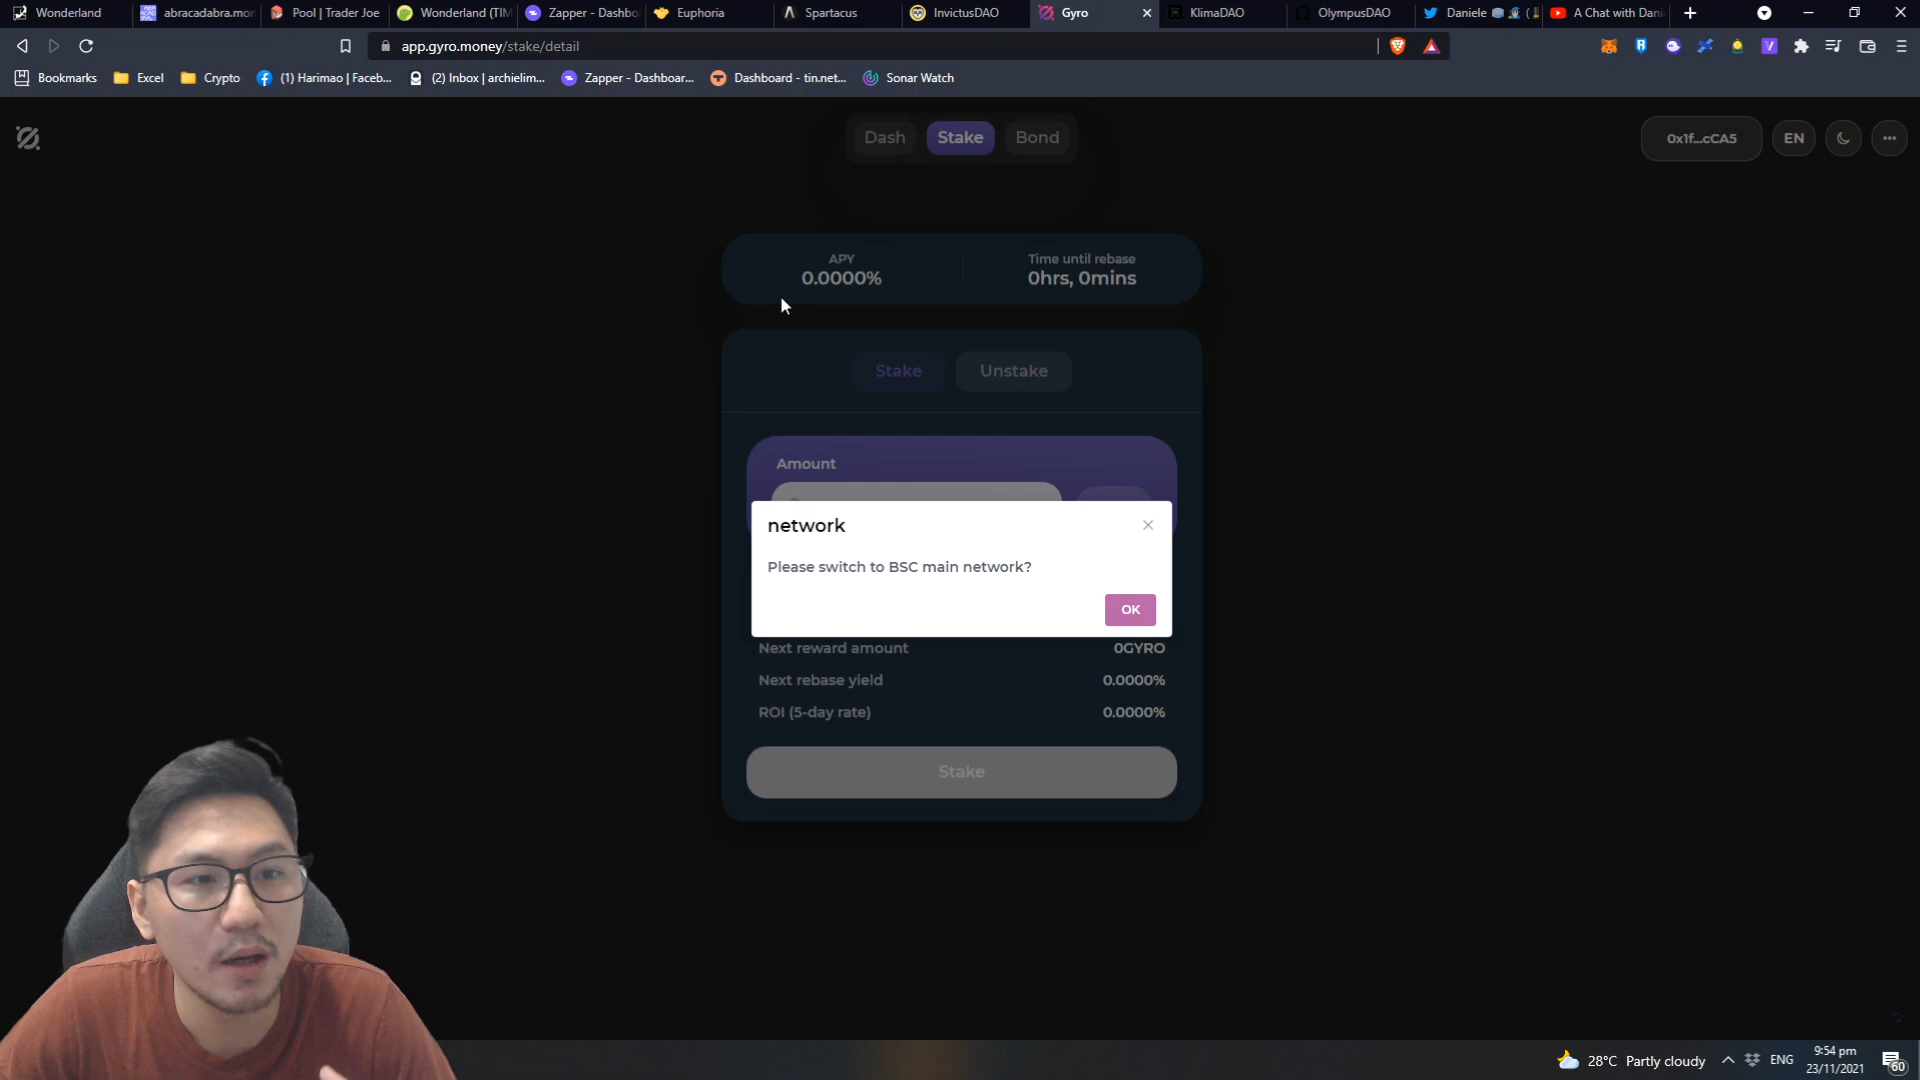 Wonderland
abracadabra.mon
Pool | Trader Joe
Wonderland (TIM
Zapper - Dashbo
Euphoria
Spartacus
InvictusDAO
Gyro
KlimaDAO
OlympusDAO
Daniele
A Chat with Dani
app.gyro.money/stake/detail
Bookmarks
Excel
Crypto
(1) Harimao | Faceb...
(2) Inbox | archielim...
Zapper - Dashboar...
Dashboard - tin.net...
Sonar Watch
Dash
Stake
Bond
0x1f...cCA5
EN
APY
0.0000%
Time until rebase
0hrs, 0mins
Stake
Unstake
Amount
network
Please switch to BSC main network?
OK
Next reward amount
0GYRO
Next rebase yield
0.0000%
ROI (5-day rate)
0.0000%
Stake
28°C Partly cloudy
ENG
9:54 pm
23/11/2021
60